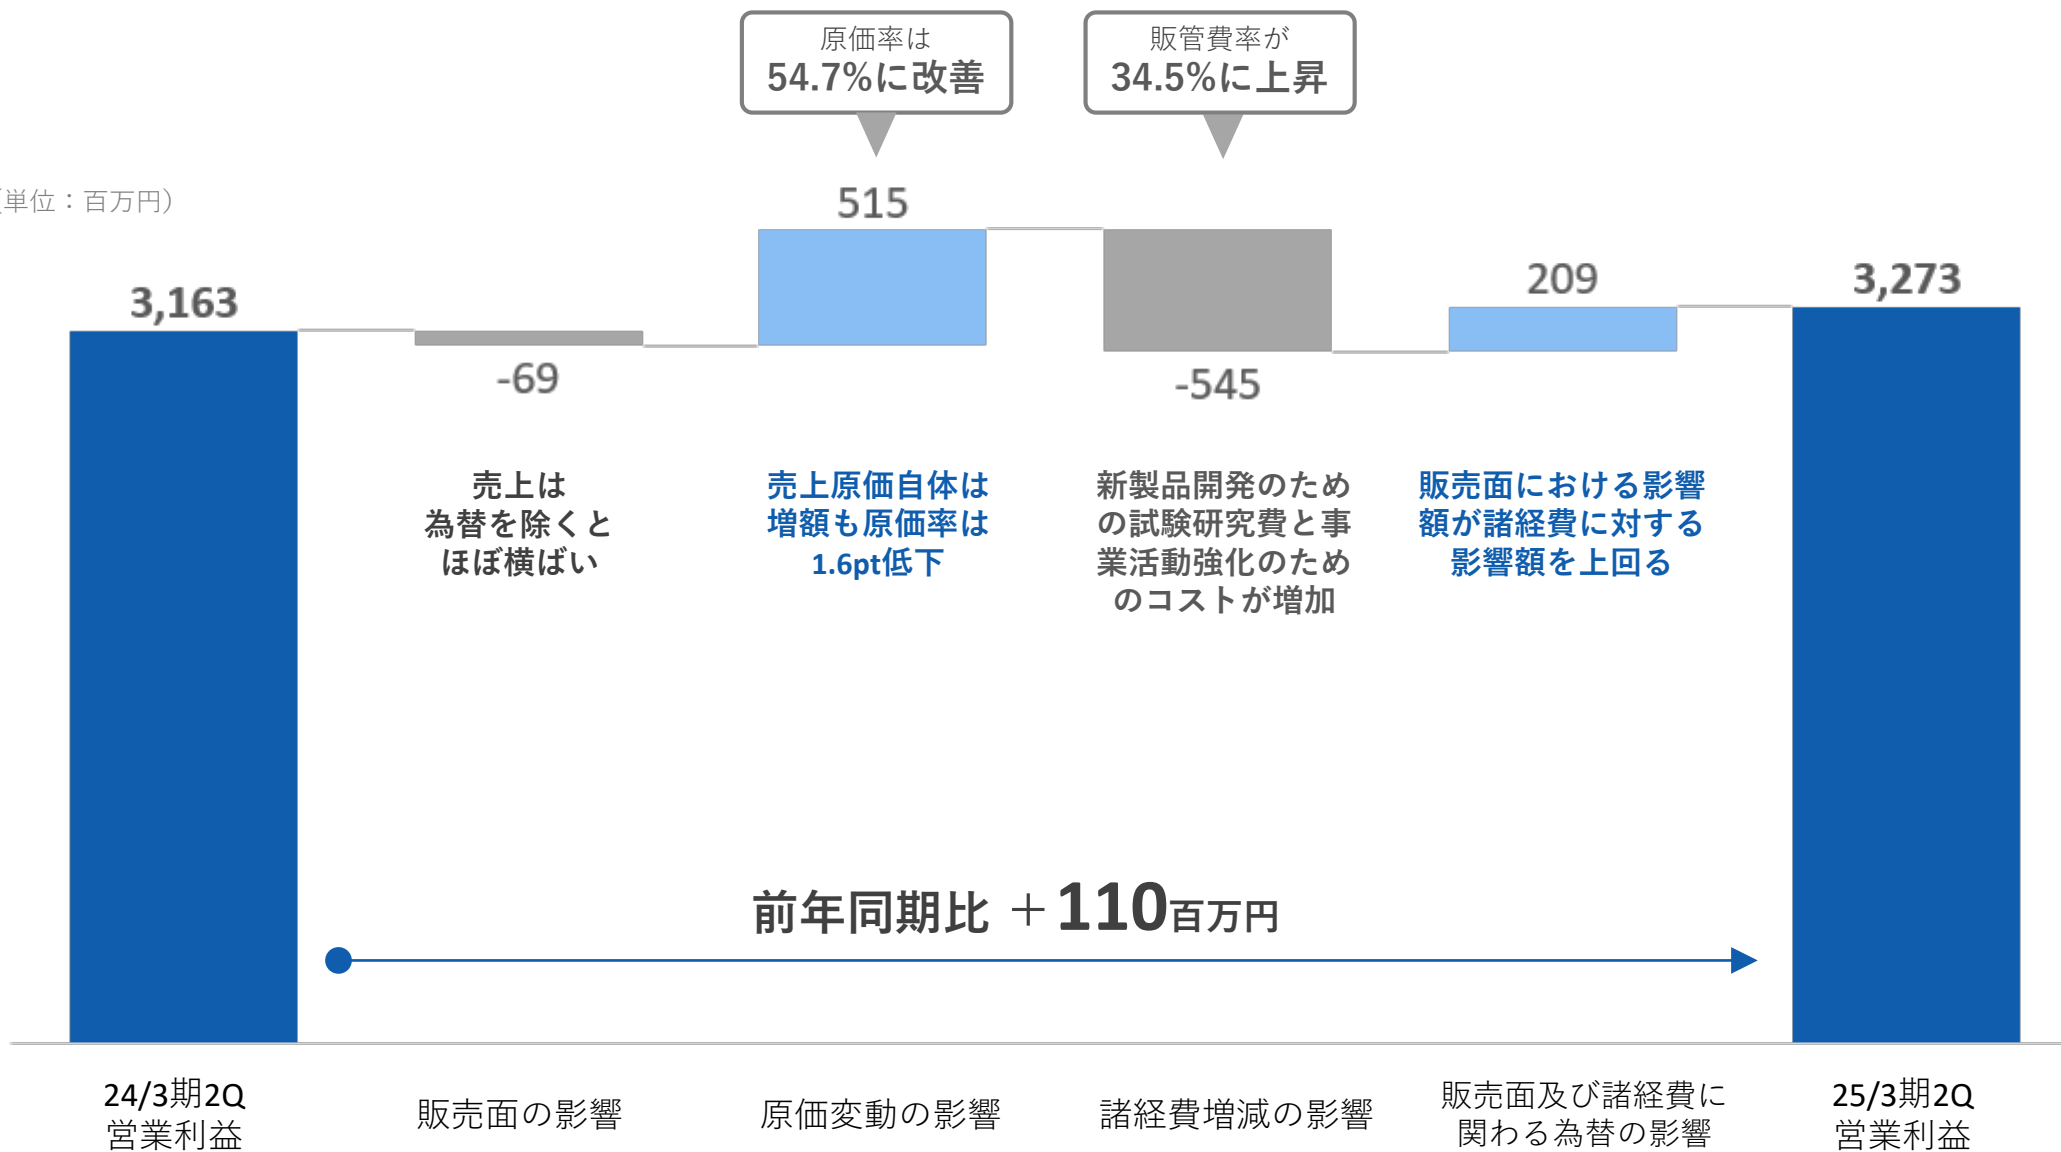 原価率は
54.7%に改善
販管費率が
34.5%に上昇
(単位：百万円)
3,163
-69
515
-545
209
3,273
売上は
為替を除くと
ほぼ横ばい
売上原価自体は
増額も原価率は
1.6pt低下
新製品開発のため
の試験研究費と事
業活動強化のため
のコストが増加
販売面における影響
額が諸経費に対する
影響額を上回る
前年同期比 ＋110百万円
24/3期2Q
営業利益
販売面の影響
原価変動の影響
諸経費増減の影響
販売面及び諸経費に
関わる為替の影響
25/3期2Q
営業利益